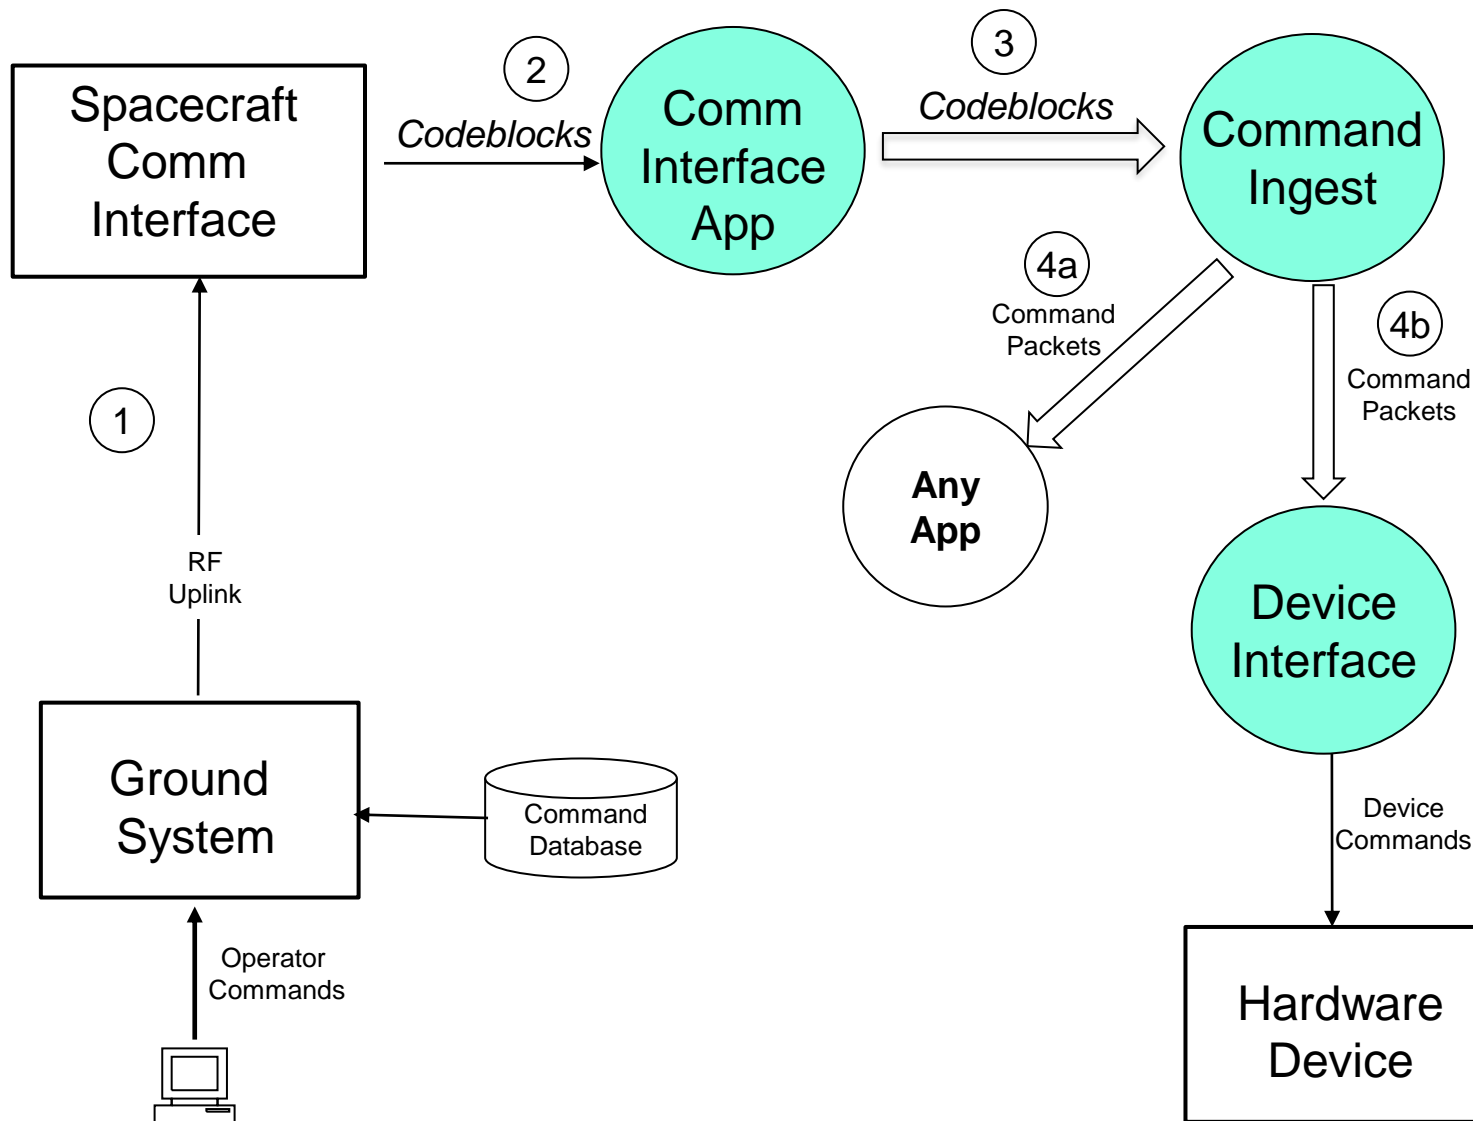 Spacecraft
Comm
Interface
2
Codeblocks
Comm
Interface
App
3
Codeblocks
Command
Ingest
4a
Command
Packets
4b
Command
Packets
1
Any
App
RF
Uplink
Device
Interface
Ground
System
Command
Database
Device
Commands
Operator
Commands
Hardware
Device